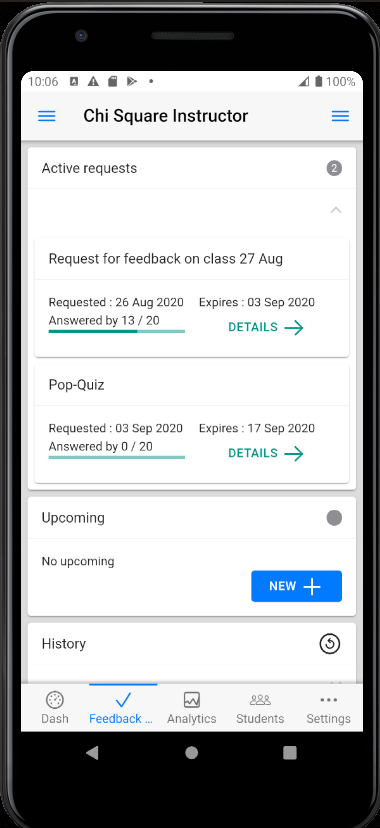 10:06 100%
Chi Square Instructor
Active requests 2
Request for feedback on class 27 Aug
Requested : 26 Aug 2020 Expires : 03 Sep 2020
Answered by 13 / 20
DETAILS
Pop-Quiz
Requested : 03 Sep 2020 Expires : 17 Sep 2020
Answered by 0 / 20
DETAILS
Upcoming
No upcoming
NEW
History
Dash Feedback ... Analytics Students Settings